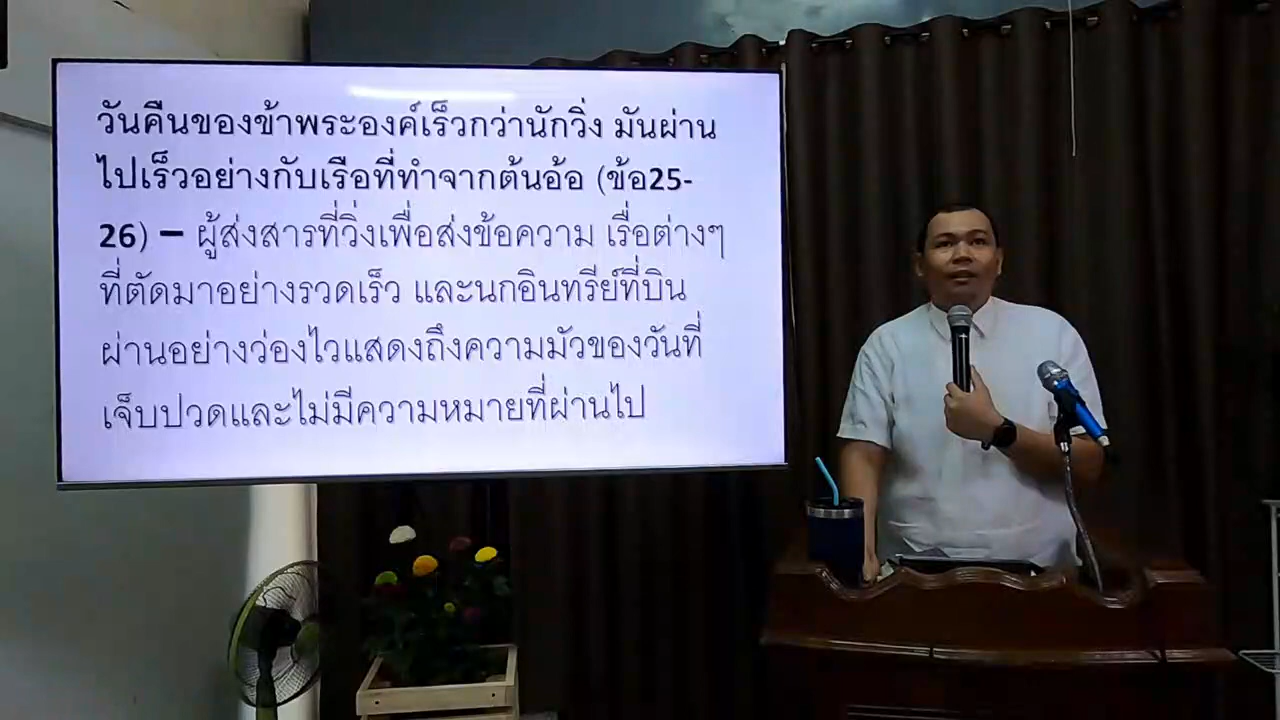 วันคืนของข้าพระองค์เร็วกว่านักวิ่ง มันผ่าน
ไปเร็วอย่างกับเรือที่ทำจากต้นอ้อ (ข้อ25-
26) – ผู้ส่งสารที่วิ่งเพื่อส่งข้อความ เรื่อต่างๆ
ที่ตัดมาอย่างรวดเร็ว และนกอินทรีย์ที่บิน
ผ่านอย่างว่องไวแสดงถึงความมัวของวันที่
เจ็บปวดและไม่มีความหมายที่ผ่านไป